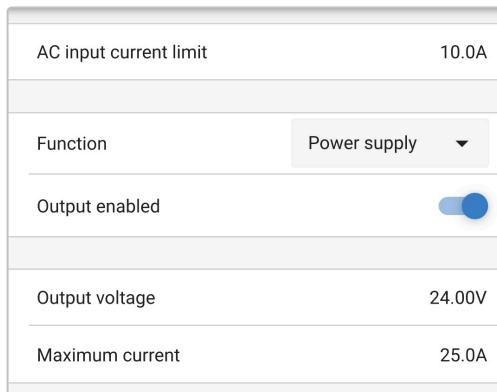 AC input current limit 10.0A
Function Power supply
Output enabled
Output voltage 24.00V
Maximum current 25.0A